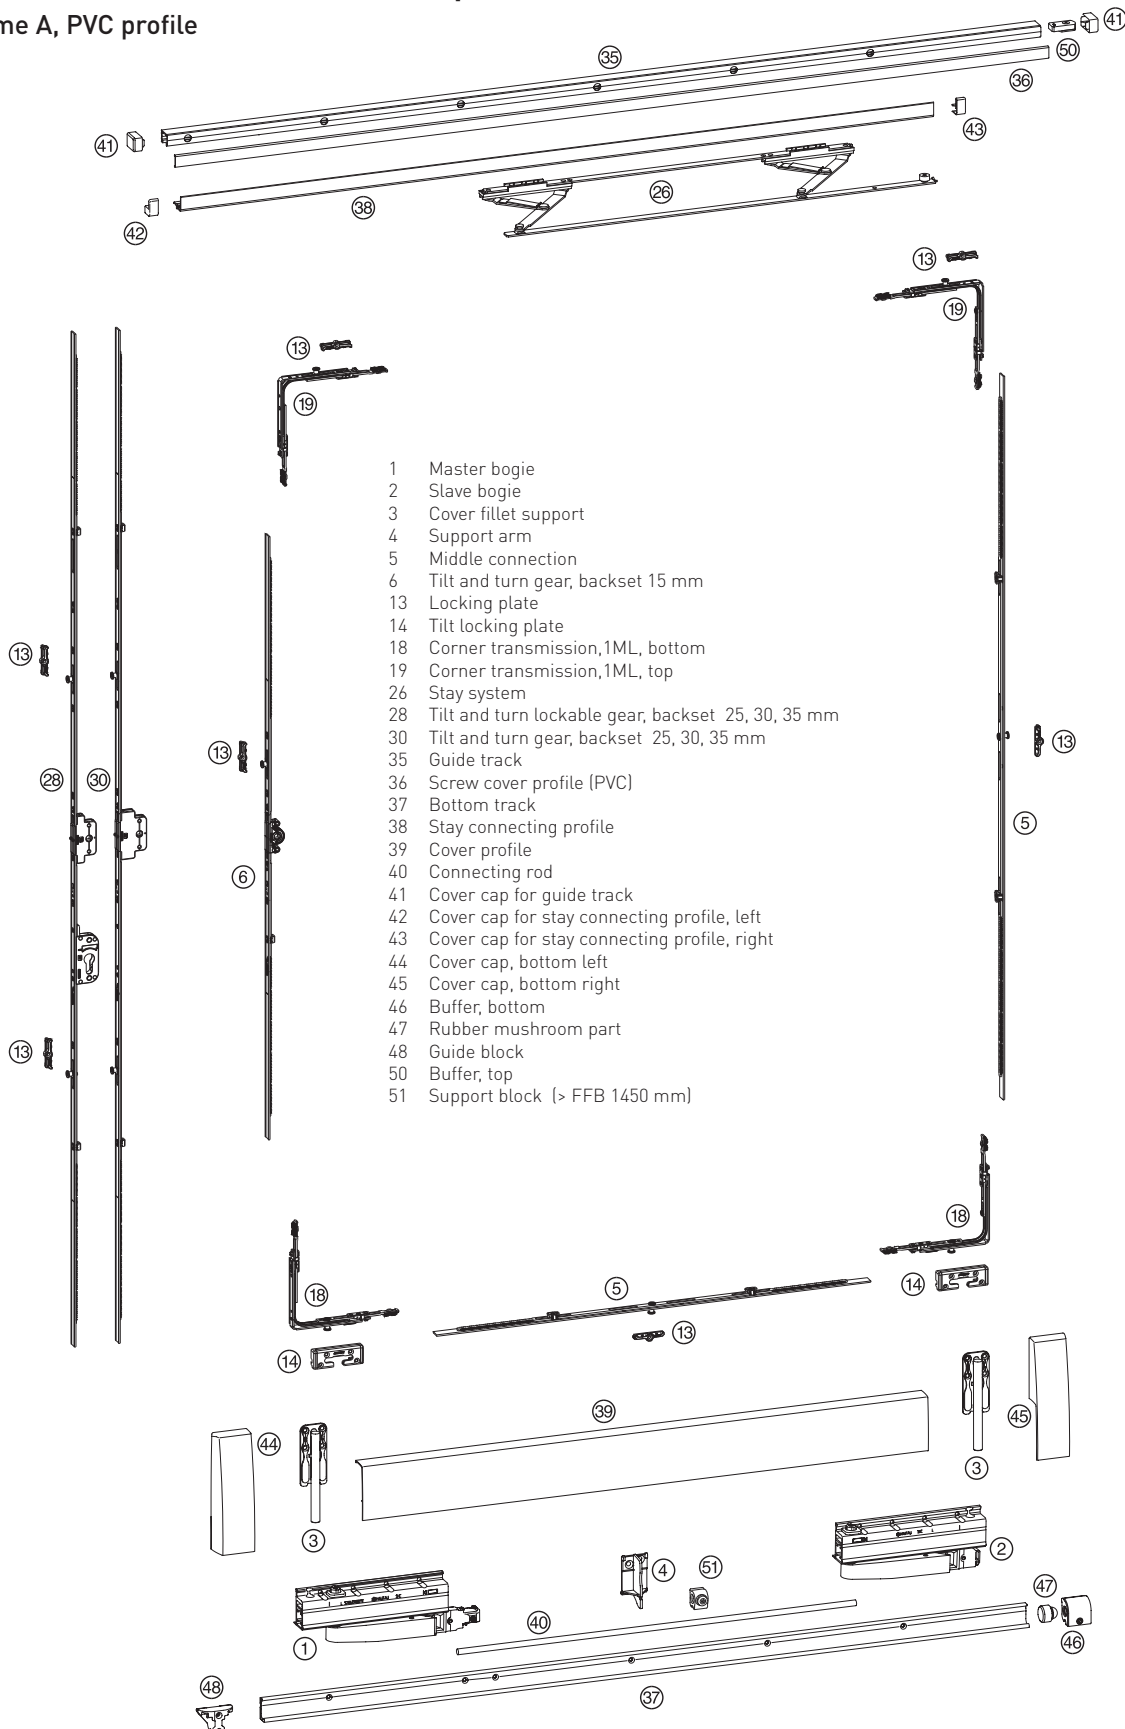 me A, PVC profile
41
50
35
36
41
43
38
26
42
13
19
13
19
1 Master bogie
2 Slave bogie
3 Cover fillet support
4 Support arm
5 Middle connection
6 Tilt and turn gear, backset 15 mm
13 Locking plate
14 Tilt locking plate
18 Corner transmission,1ML, bottom
19 Corner transmission,1ML, top
26 Stay system
28 Tilt and turn lockable gear, backset 25, 30, 35 mm
30 Tilt and turn gear, backset 25, 30, 35 mm
35 Guide track
36 Screw cover profile (PVC)
37 Bottom track
38 Stay connecting profile
39 Cover profile
40 Connecting rod
41 Cover cap for guide track
42 Cover cap for stay connecting profile, left
43 Cover cap for stay connecting profile, right
44 Cover cap, bottom left
45 Cover cap, bottom right
46 Buffer, bottom
47 Rubber mushroom part
48 Guide block
50 Buffer, top
51 Support block (> FFB 1450 mm)
13
13
13
28
30
5
6
13
18
18
5
14
13
14
39
45
44
3
3
2
4
51
47
40
1
46
48
37